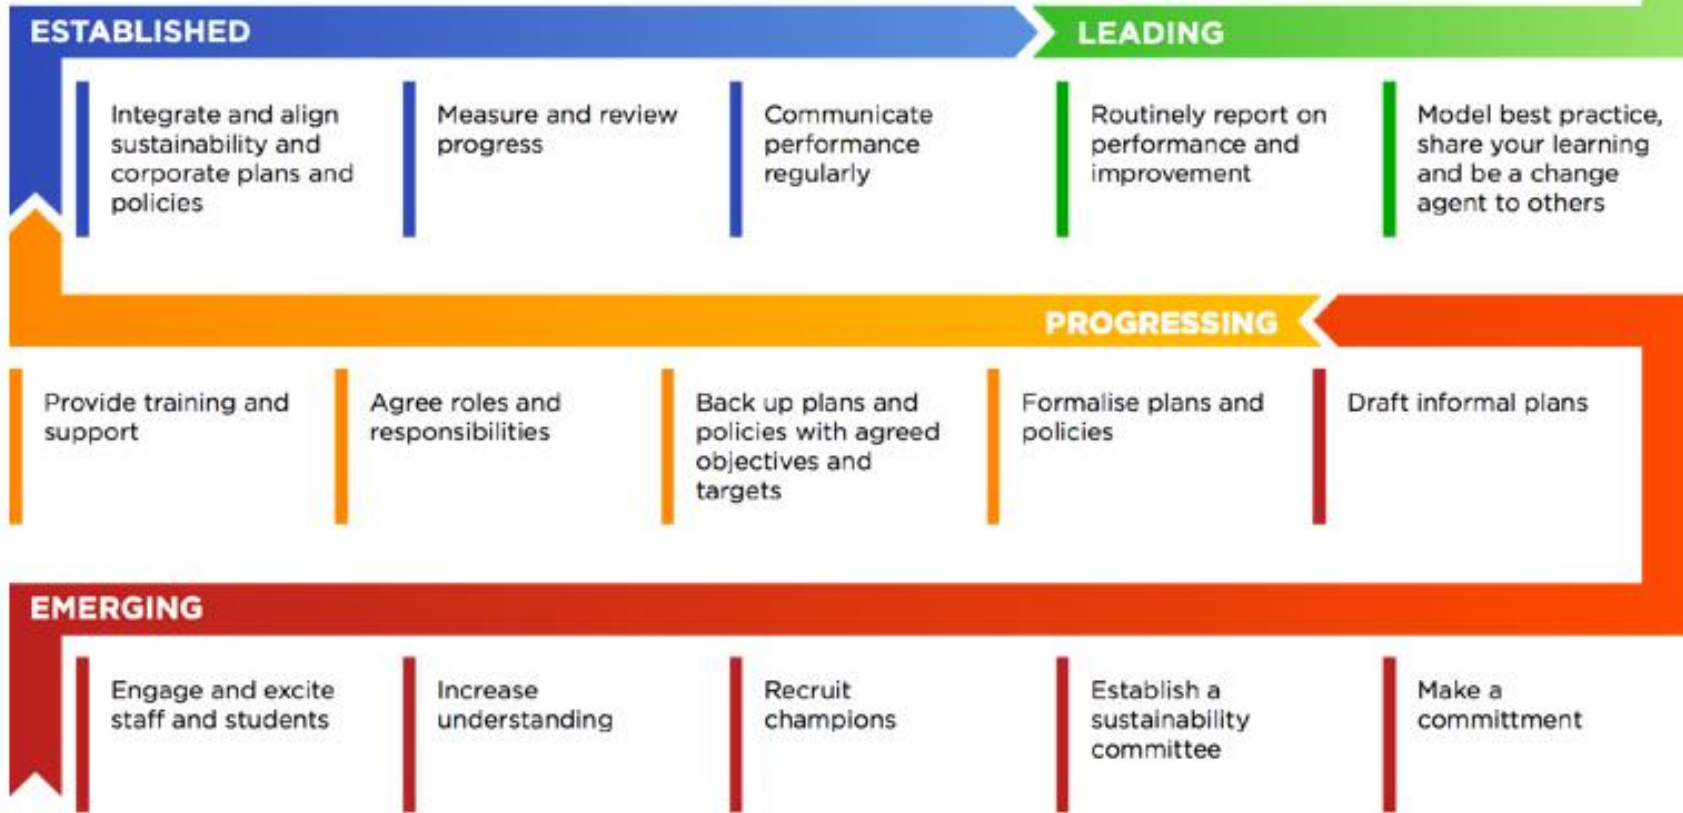 ESTABLISHED
LEADING
Integrate and align
sustainability and
corporate plans and
policies
Measure and review
progress
Communicate
performance
regularly
Routinely report on
performance and
improvement
Model best practice,
share your learning
and be a change
agent to others
PROGRESSING
Provide training and
support
Agree roles and
responsibilities
Back up plans and
policies with agreed
objectives and
targets
Formalise plans and
policies
Draft informal plans
EMERGING
Engage and excite
staff and students
Increase
understanding
Recruit
champions
Establish a
sustainability
committee
Make a
committment